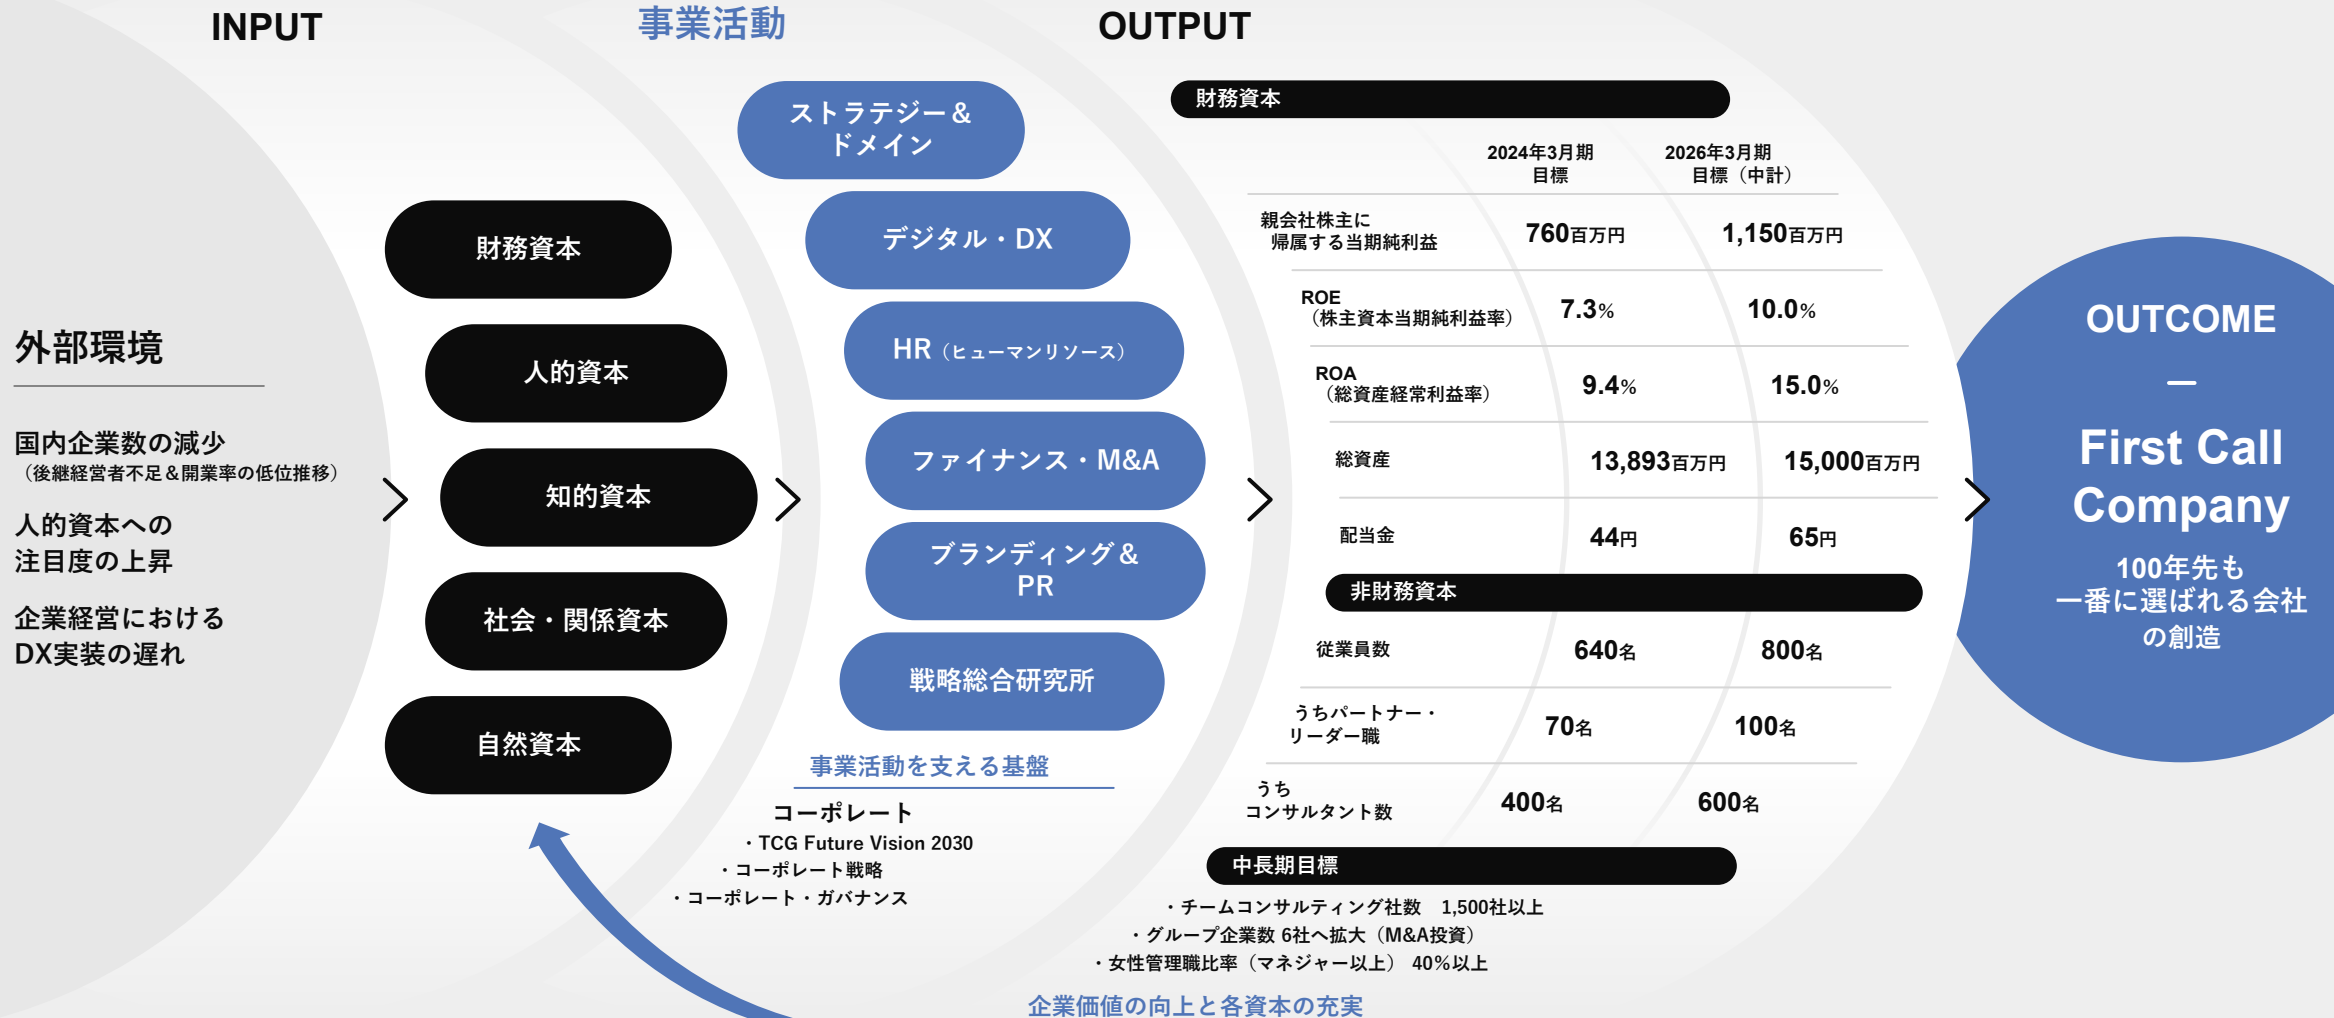 INPUT
事業活動
OUTPUT
外部環境
国内企業数の減少
（後継経営者不足＆開業率の低位推移）
人的資本への
注目度の上昇
企業経営における
DX実装の遅れ
財務資本
人的資本
知的資本
社会・関係資本
自然資本
ストラテジー＆
ドメイン
デジタル・DX
HR（ヒューマンリソース）
ファイナンス・M&A
ブランディング＆
PR
戦略総合研究所
事業活動を支える基盤
コーポレート
・TCG Future Vision 2030
・コーポレート戦略
・コーポレート・ガバナンス
財務資本
2024年3月期
目標
2026年3月期
目標（中計）
親会社株主に
帰属する当期純利益
760百万円
1,150百万円
ROE
（株主資本当期純利益率）
7.3%
10.0%
ROA
（総資産経常利益率）
9.4%
15.0%
総資産
13,893百万円
15,000百万円
配当金
44円
65円
非財務資本
従業員数
640名
800名
うちパートナー・
リーダー職
70名
100名
うち
コンサルタント数
400名
600名
中長期目標
・チームコンサルティング社数　1,500社以上
・グループ企業数 6社へ拡大（M&A投資）
・女性管理職比率（マネジャー以上） 40%以上
企業価値の向上と各資本の充実
OUTCOME
First Call
Company
100年先も
一番に選ばれる会社
の創造